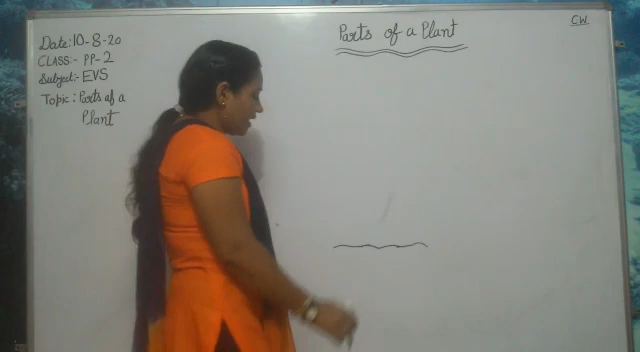 Date:10-8-20
CLASS:- PP-2
Subject:- EVS
Topic: Parts of a
Plant
Parts of a Plant
CW